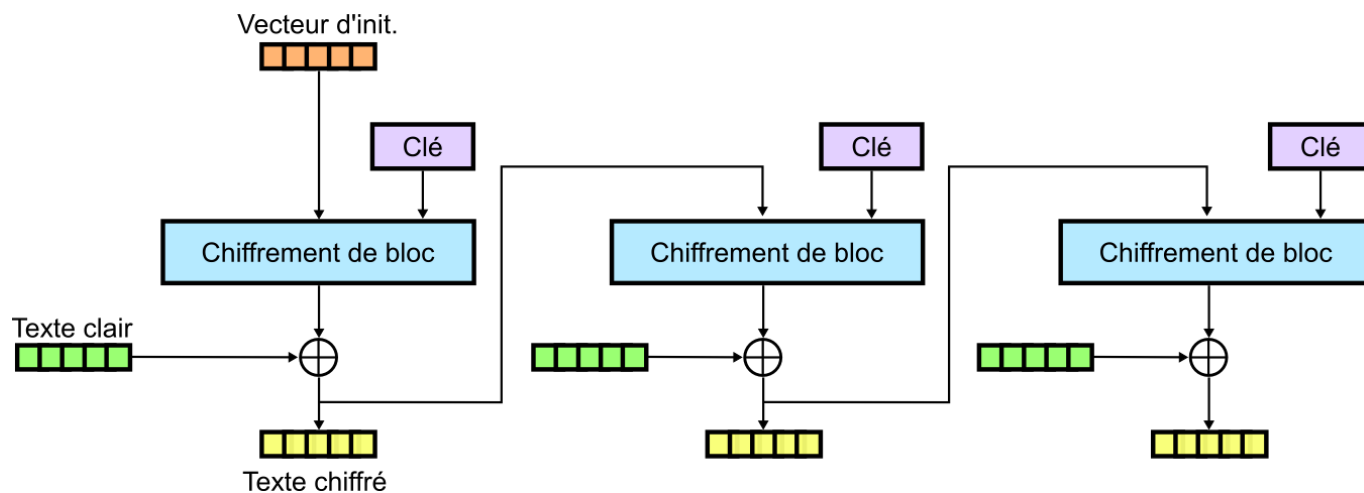 Vecteur d'init.
Clé
Clé
Clé
Chiffrement de bloc
Chiffrement de bloc
Chiffrement de bloc
Texte clair
Texte chiffré